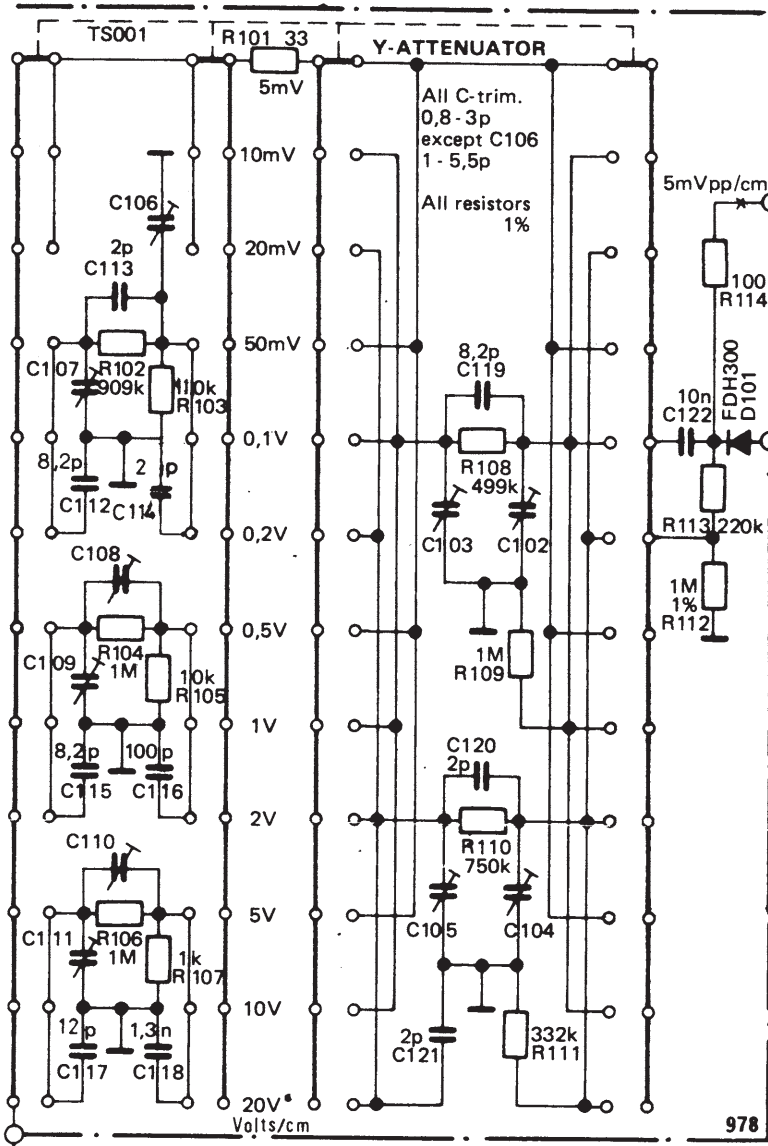 TS001
R101 33
5mV
Y-ATTENUATOR
All C-trim.
0,8-3p
except C106
1-5,5p
All resistors
1%
10mV
C106
20mV
2p
C113
50mV
C107
R102
909k
110k
R103
0,1V
8,2p
C112
2 p
C114
0,2V
C108
0,5V
C109
R104
1M
10k
R105
1V
8,2p
C115
100p
C116
2V
C110
5V
C111
R106
1M
1k
R107
10V
12p
C117
1,3n
C118
20V
Volts/cm
8,2p
C119
R108
499k
C103
C102
1M
R109
C120
2p
R110
750k
C105
C104
2p
C121
332k
R111
5mVpp/cm
100
R114
FDH300
D101
10n
C122
R113 220k
1M
1%
R112
978